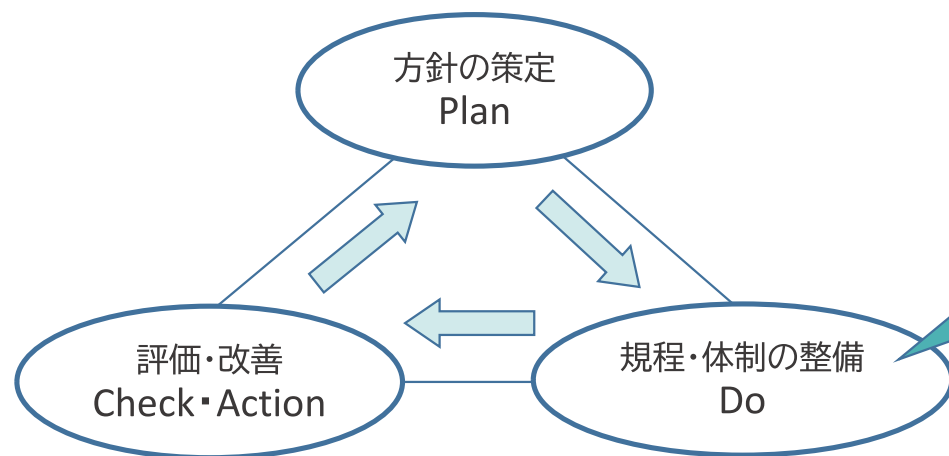 方針の策定
Plan
評価・改善
Check・Action
規程・体制の整備
Do